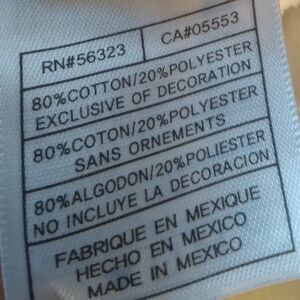 RN#56323 CA#05553
80%COTTON/20%POLYESTER
EXCLUSIVE OF DECORATION
80%COTON/20%POLYESTER
SANS ORNEMENTS
80%ALGODON/20%POLIESTER
NO INCLUYE LA DECORACION
FABRIQUE EN MEXIQUE
HECHO EN MEXICO
MADE IN MEXICO